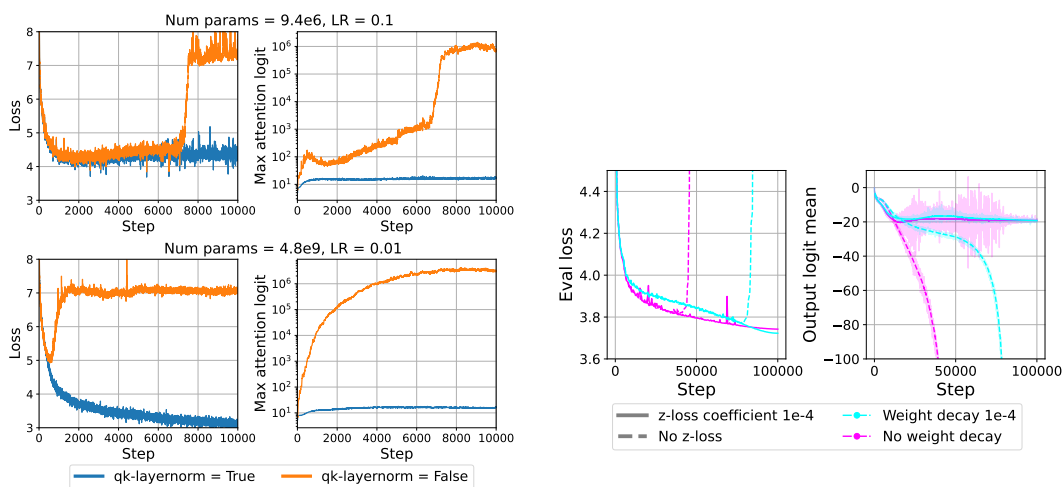 Num params = 9.4e6, LR = 0.1
8
7
6
5
4
3
Loss
0 2000 4000 6000 8000 10000
Step
10⁶
10⁵
10⁴
10³
10²
10¹
Max attention logit
0 2000 4000 6000 8000 10000
Step
Num params = 4.8e9, LR = 0.01
8
7
6
5
4
3
Loss
0 2000 4000 6000 8000 10000
Step
10⁶
10⁵
10⁴
10³
10²
10¹
Max attention logit
0 2000 4000 6000 8000 10000
Step
qk-layernorm = True
qk-layernorm = False
4.4
4.2
4.0
3.8
3.6
Eval loss
0 50000 100000
Step
0
−20
−40
−60
−80
−100
Output logit mean
0 50000 100000
Step
z-loss coefficient 1e-4
No z-loss
Weight decay 1e-4
No weight decay